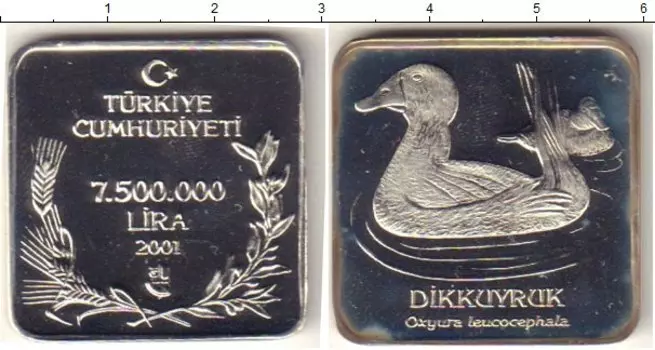 1 2 3 4 5 6
TÜRKİYE
CUMHURİYETİ
7.500.000
LİRA
2001
DİKKUYRUK
Oxyura leucocephala